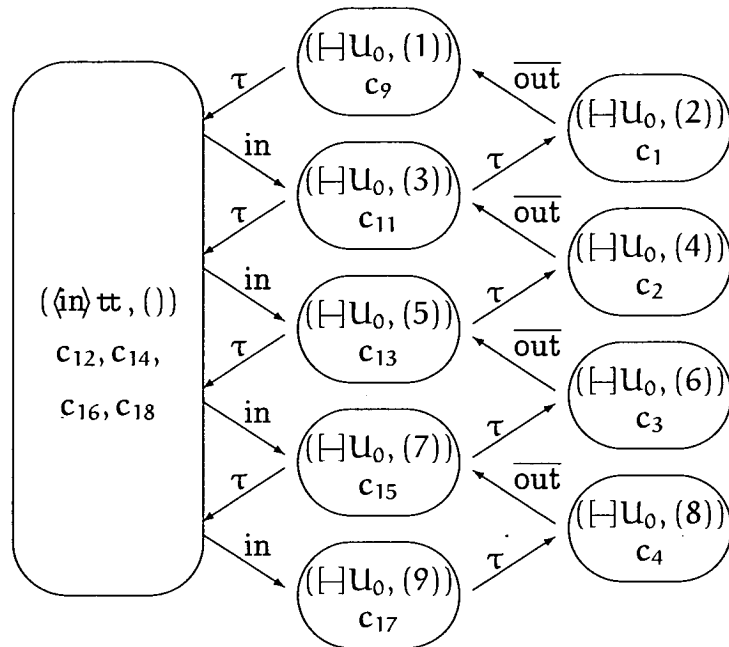 ([–]U₀, (1))
c₉
τ
out
([–]U₀, (2))
c₁
in
τ
([–]U₀, (3))
c₁₁
τ
out
([–]U₀, (4))
c₂
(⟨in⟩ tt, ())
c₁₂, c₁₄,
c₁₆, c₁₈
in
τ
([–]U₀, (5))
c₁₃
τ
out
([–]U₀, (6))
c₃
in
τ
([–]U₀, (7))
c₁₅
τ
out
([–]U₀, (8))
c₄
in
τ
([–]U₀, (9))
c₁₇